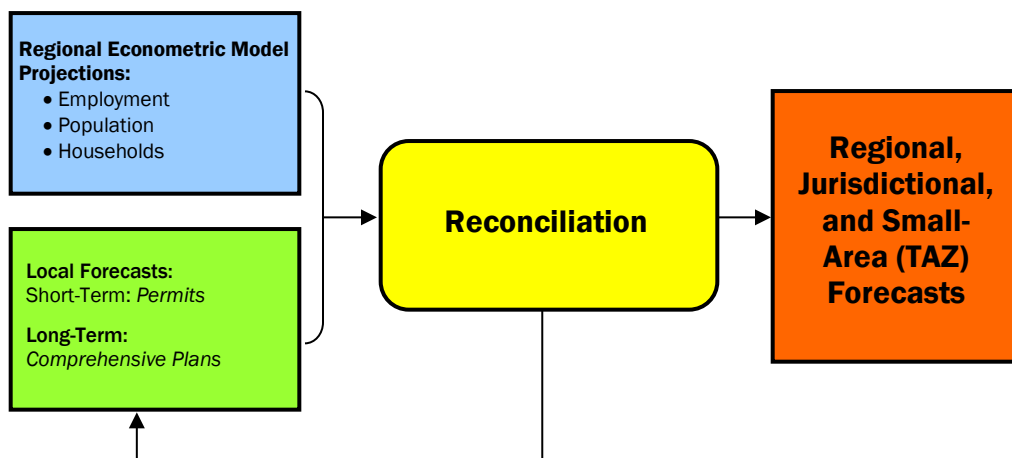 Regional Econometric Model
Projections:
• Employment
• Population
• Households
Local Forecasts:
Short-Term: Permits
Long-Term:
Comprehensive Plans
Reconciliation
Regional,
Jurisdictional,
and Small-
Area (TAZ)
Forecasts